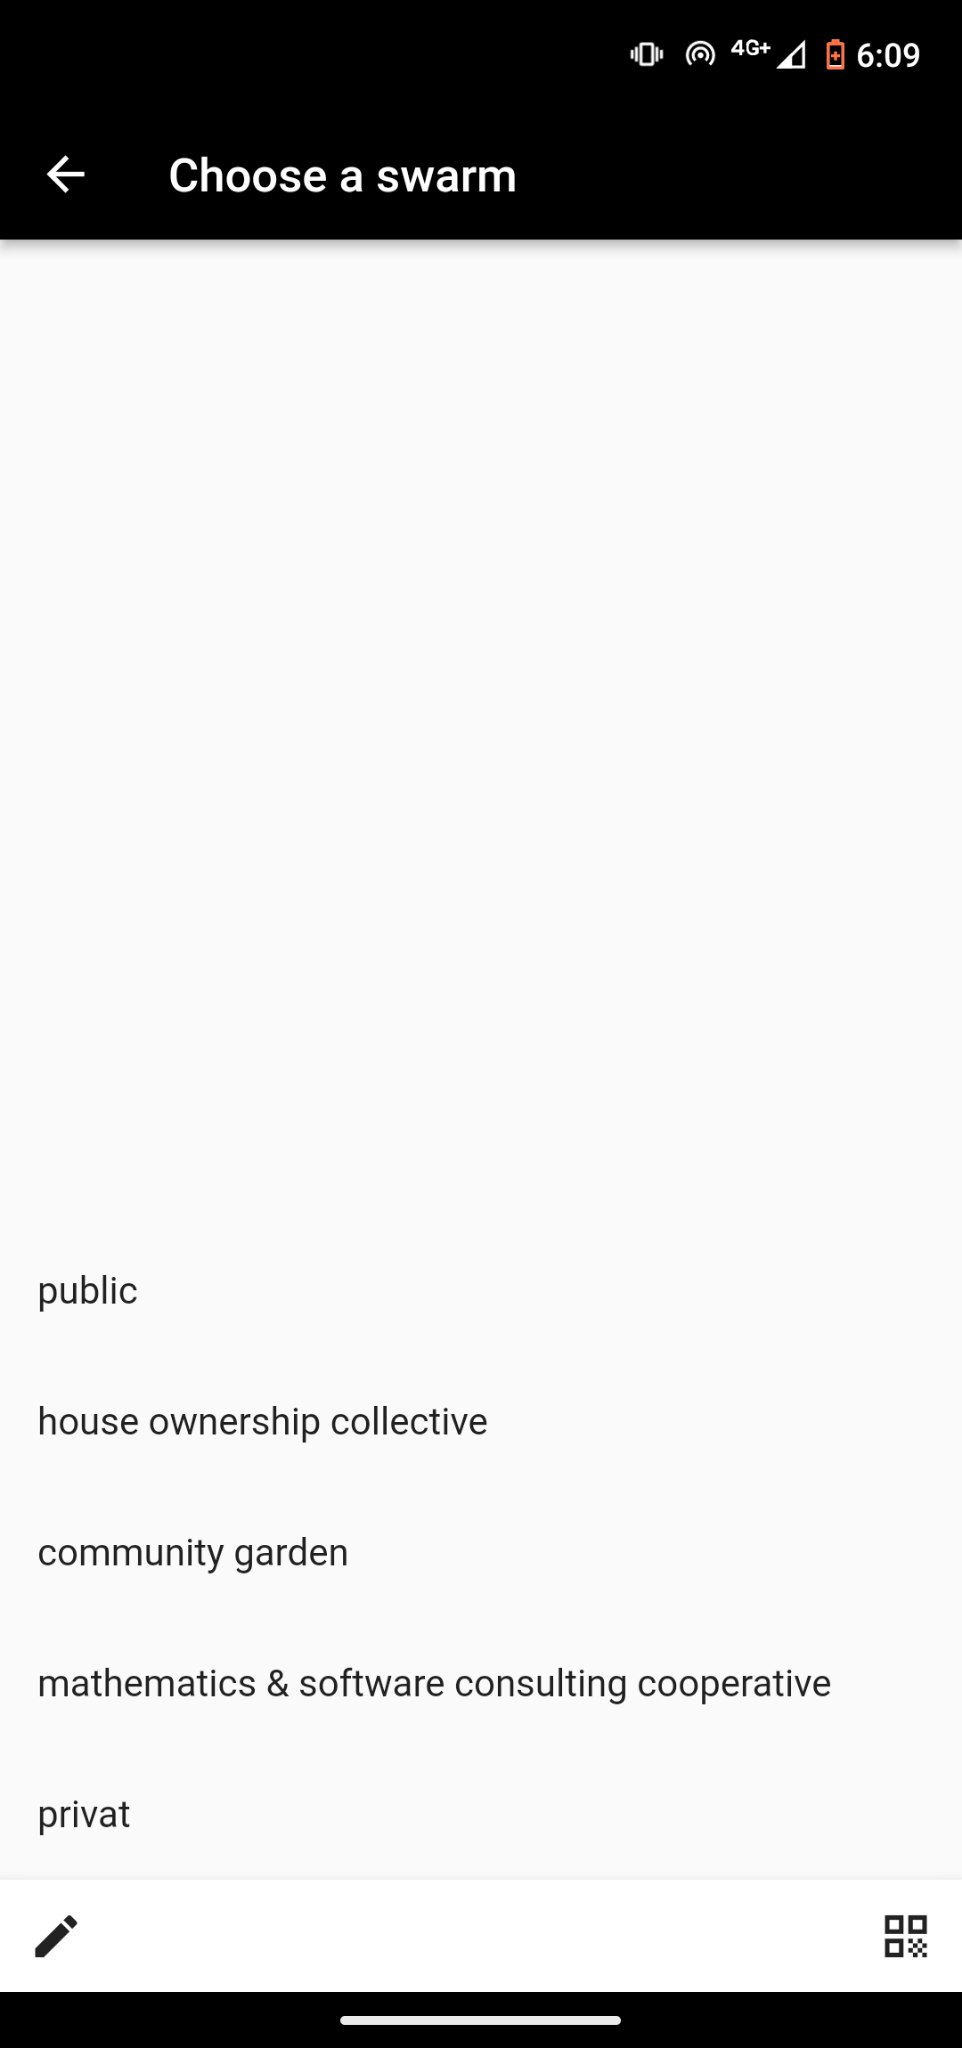 4G+ 6:09
Choose a swarm
public
house ownership collective
community garden
mathematics & software consulting cooperative
privat